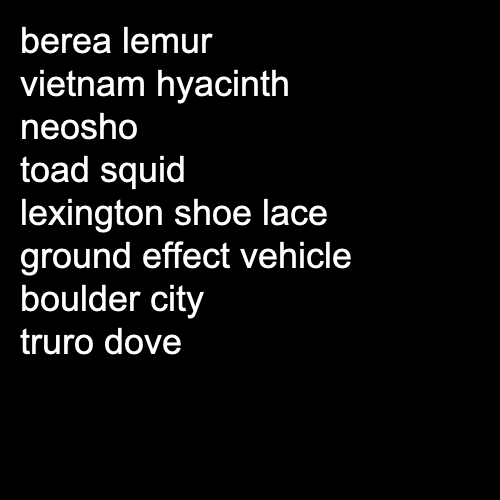 berea lemur
vietnam hyacinth
neosho
toad squid
lexington shoe lace
ground effect vehicle
boulder city
truro dove